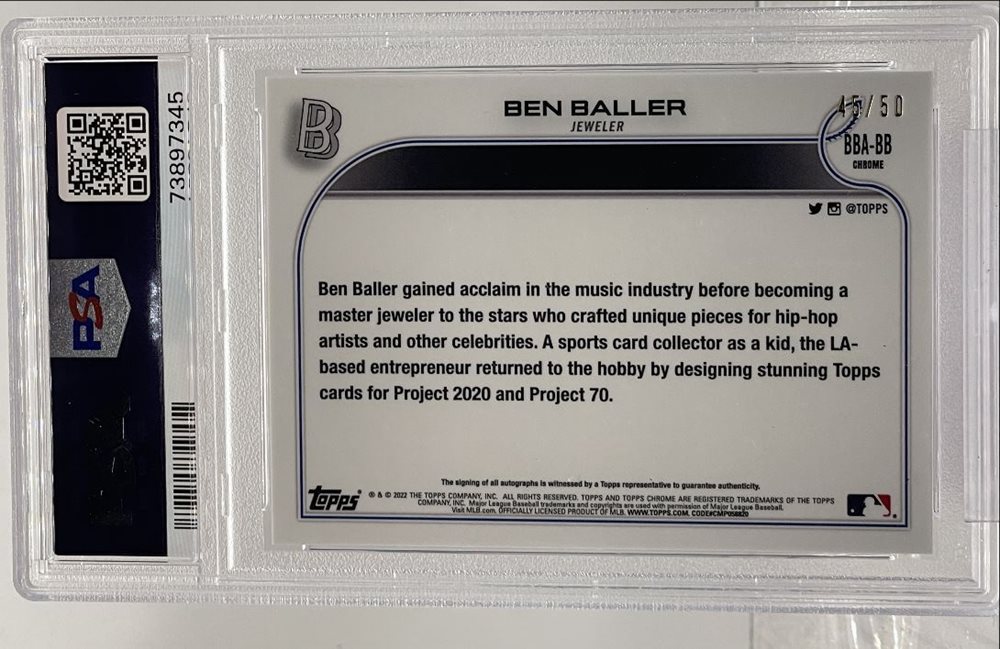 73897345
PSA
BB
BEN BALLER
JEWELER
45/50
BBA-BB
CHROME
@TOPPS
Ben Baller gained acclaim in the music industry before becoming a
master jeweler to the stars who crafted unique pieces for hip-hop
artists and other celebrities. A sports card collector as a kid, the LA-
based entrepreneur returned to the hobby by designing stunning Topps
cards for Project 2020 and Project 70.
The signing of all autographs is witnessed by a Topps representative to guarantee authenticity.
topps
® & © 2022 THE TOPPS COMPANY, INC. ALL RIGHTS RESERVED. TOPPS AND TOPPS CHROME ARE REGISTERED TRADEMARKS OF THE TOPPS
COMPANY, INC. Major League Baseball trademarks and copyrights are used with permission of Major League Baseball.
Visit MLB.com. OFFICIALLY LICENSED PRODUCT OF MLB. WWW.TOPPS.COM. CODE#CMP058820